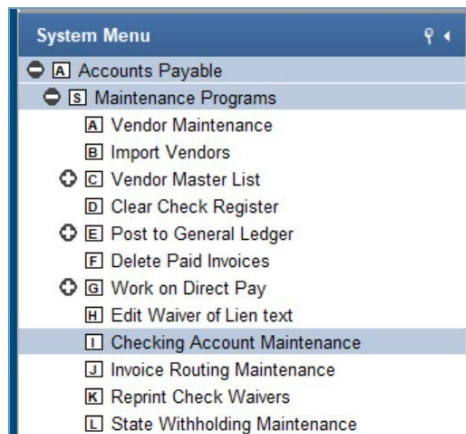 System Menu
A Accounts Payable
S Maintenance Programs
A Vendor Maintenance
B Import Vendors
C Vendor Master List
D Clear Check Register
E Post to General Ledger
F Delete Paid Invoices
G Work on Direct Pay
H Edit Waiver of Lien text
I Checking Account Maintenance
J Invoice Routing Maintenance
K Reprint Check Waivers
L State Withholding Maintenance